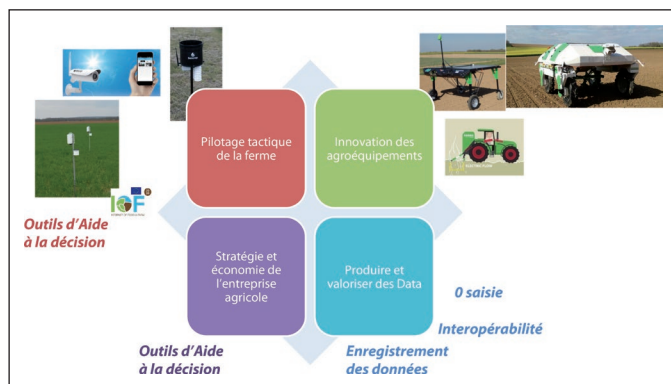 Pilotage tactique
de la ferme
Innovation des
agroéquipements
IOF
Outils d'Aide
à la décision
Stratégie et
économie de
l'entreprise
agricole
Produire et
valoriser des Data
0 saisie
Interopérabilité
Outils d'Aide
à la décision
Enregistrement
des données